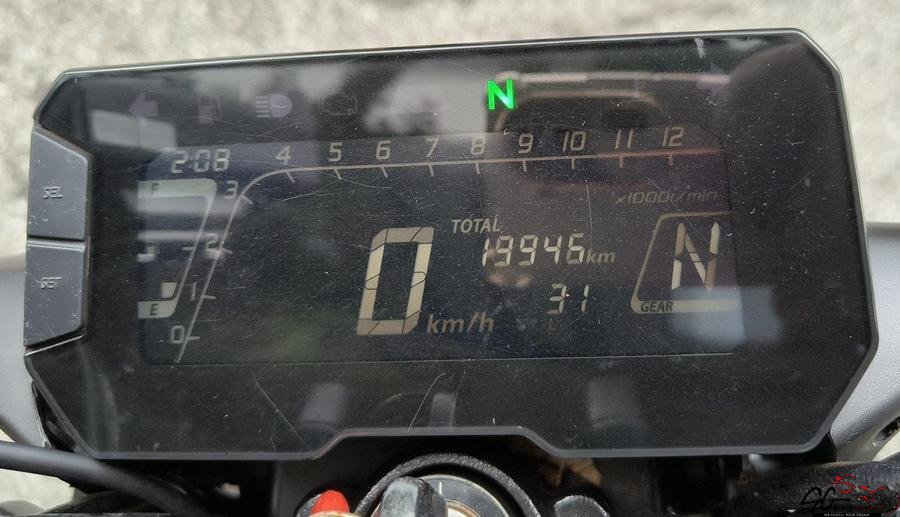 N
4 5 6 7 8 9 10 11 12
2:08
3
F
SEL
x1000r/min
TOTAL
2
19946km
0
N
SET
1
31
E
km/h
GEAR
0